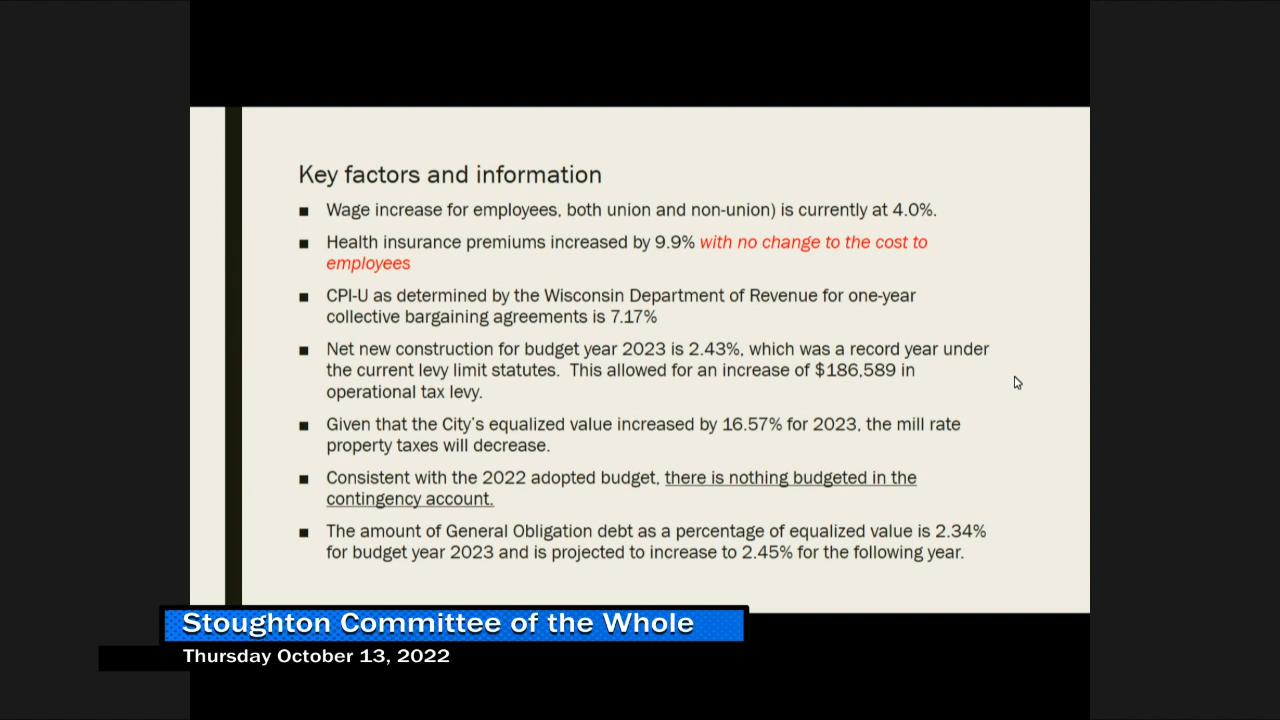 Key factors and information
■ Wage increase for employees, both union and non-union) is currently at 4.0%.
■ Health insurance premiums increased by 9.9% with no change to the cost to
employees
■ CPI-U as determined by the Wisconsin Department of Revenue for one-year
collective bargaining agreements is 7.17%
■ Net new construction for budget year 2023 is 2.43%, which was a record year under
the current levy limit statutes.  This allowed for an increase of $186,589 in
operational tax levy.
■ Given that the City's equalized value increased by 16.57% for 2023, the mill rate
property taxes will decrease.
■ Consistent with the 2022 adopted budget, there is nothing budgeted in the
contingency account.
■ The amount of General Obligation debt as a percentage of equalized value is 2.34%
for budget year 2023 and is projected to increase to 2.45% for the following year.
Stoughton Committee of the Whole
Thursday October 13, 2022